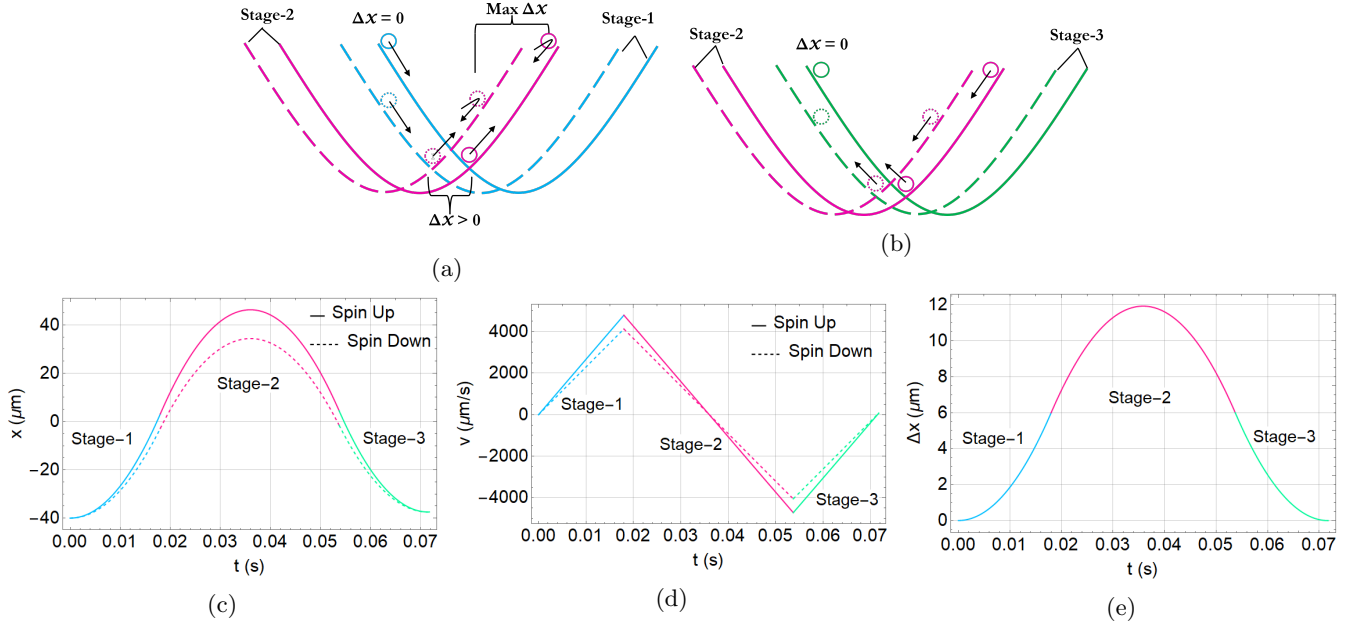 Stage-2
Δx = 0
Max Δx
Stage-1
Δx > 0
(a)
Stage-2
Δx = 0
Stage-3
(b)
40
20
0
−20
−40
x (μm)
Spin Up
Spin Down
Stage−2
Stage−1
Stage−3
0.00 0.01 0.02 0.03 0.04 0.05 0.06 0.07
t (s)
(c)
4000
2000
0
−2000
−4000
v (μm/s)
Spin Up
Spin Down
Stage−1
Stage−2
Stage−3
0.00 0.01 0.02 0.03 0.04 0.05 0.06 0.07
t (s)
(d)
12
10
8
6
4
2
0
Δx (μm)
Stage−2
Stage−1
Stage−3
0.00 0.01 0.02 0.03 0.04 0.05 0.06 0.07
t (s)
(e)